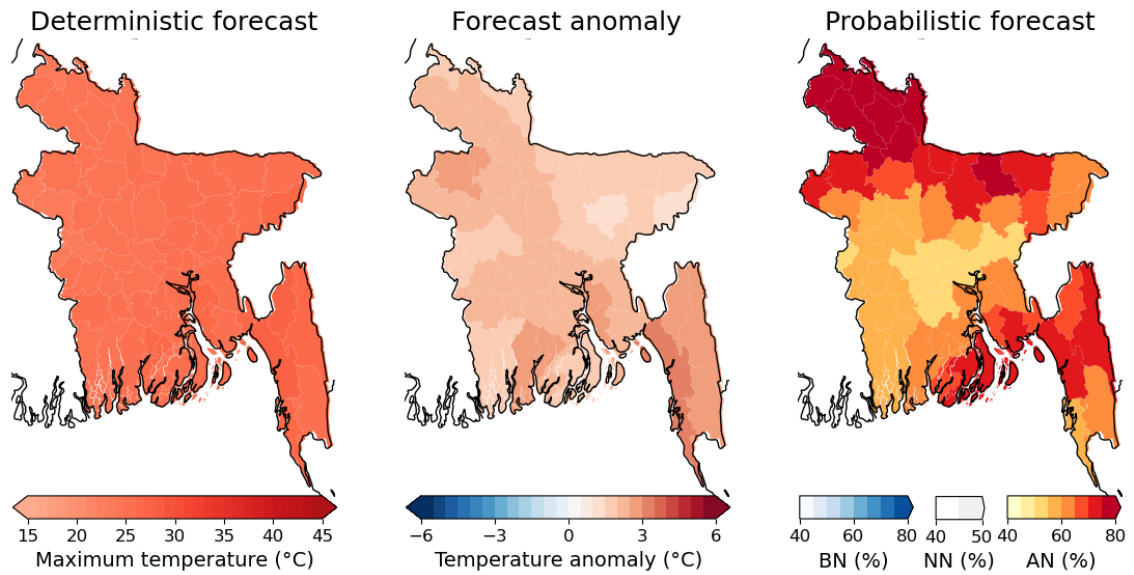 Deterministic forecast
Forecast anomaly
Probabilistic forecast
15 20 25 30 35 40 45
Maximum temperature (°C)
−6 −3 0 3 6
Temperature anomaly (°C)
40 60 80
BN (%)
40 50
NN (%)
40 60 80
AN (%)